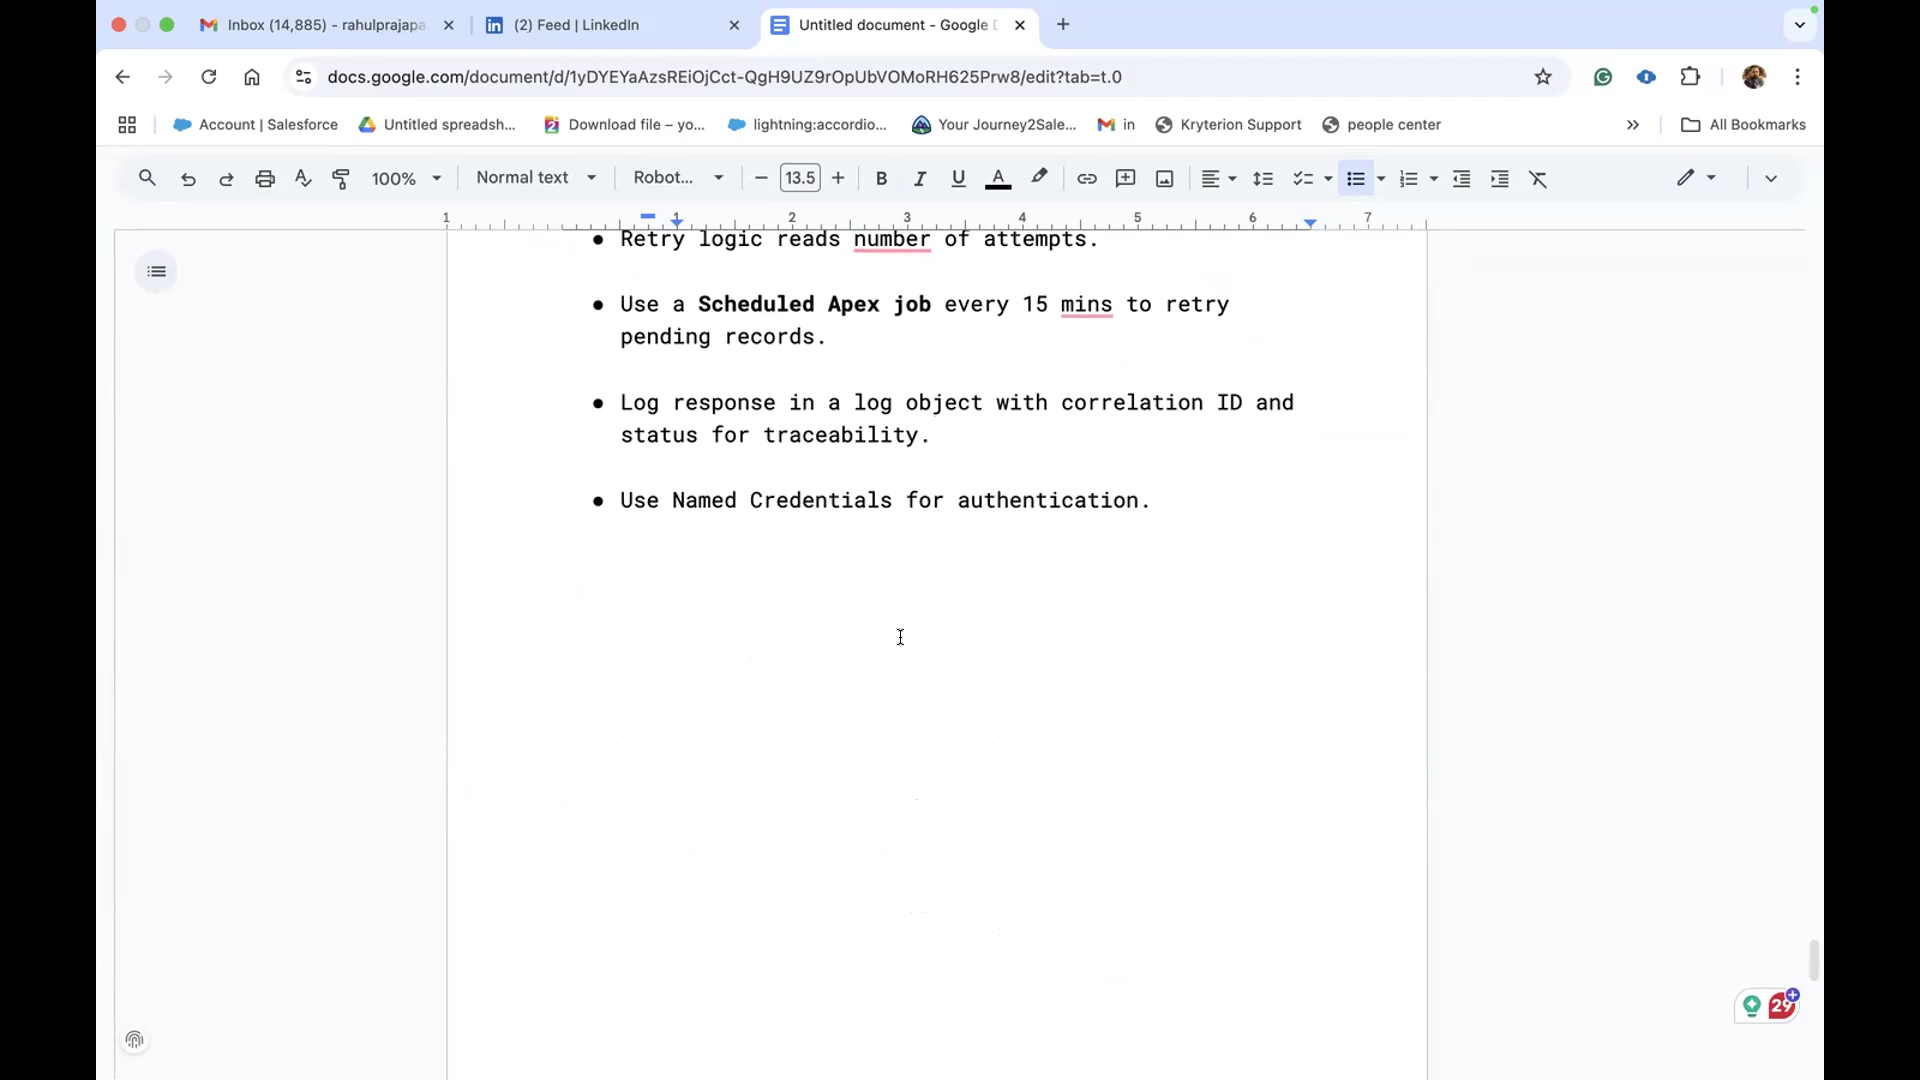 Inbox (14,885) - rahulprajapa
(2) Feed | LinkedIn
Untitled document - Google D
docs.google.com/document/d/1yDYEYaAzsREiOjCct-QgH9UZ9rOpUbVOMoRH625Prw8/edit?tab=t.0
Account | Salesforce
Untitled spreadsh...
Download file – yo...
lightning:accordio...
Your Journey2Sale...
in
Kryterion Support
people center
All Bookmarks
100%
Normal text
Robot...
13.5
1 1 2 3 4 5 6 7
● Retry logic reads number of attempts.
● Use a Scheduled Apex job every 15 mins to retry
pending records.
● Log response in a log object with correlation ID and
status for traceability.
● Use Named Credentials for authentication.
29